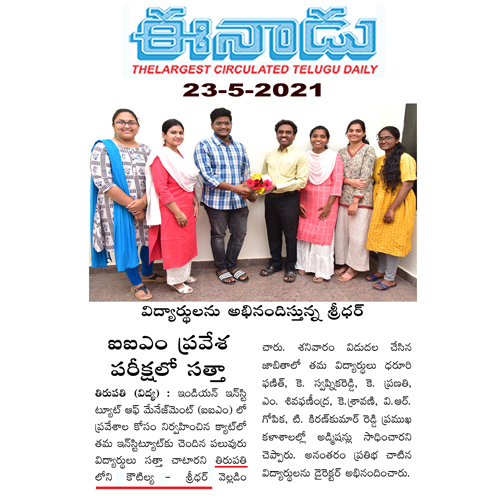 ఈనాడు
THELARGEST CIRCULATED TELUGU DAILY
23-5-2021
విద్యార్థులను అభినందిస్తున్న శ్రీధర్
ఐఐఎం ప్రవేశ
పరీక్షలో సత్తా
తిరుపతి (విద్య) : ఇండియన్ ఇన్‌స్టి
ట్యూట్ ఆఫ్ మేనేజ్‌మెంట్ (ఐఐఎం) లో
ప్రవేశాల కోసం నిర్వహించిన క్యాట్‌లో
తమ ఇన్‌స్టిట్యూట్‌కు చెందిన పలువురు
విద్యార్థులు సత్తా చాటారని తిరుపతి
లోని కౌటిల్య - శ్రీధర్ వెల్లడిం
చారు. శనివారం విడుదల చేసిన
జాబితాలో తమ విద్యార్థులు ధరూరి
ఫణిత్, కె. స్వప్నికరెడ్డి, కె. ప్రణతి,
ఎం. శివఫణీంద్ర, కె.శ్రావణి, వి.ఆర్.
గోపిక, టి. కిరణ్‌కుమార్ రెడ్డి ప్రముఖ
కళాశాలల్లో అడ్మిషన్లు సాధించారని
చెప్పారు. అనంతరం ప్రతిభ చాటిన
విద్యార్థులను డైరెక్టర్ అభినందించారు.